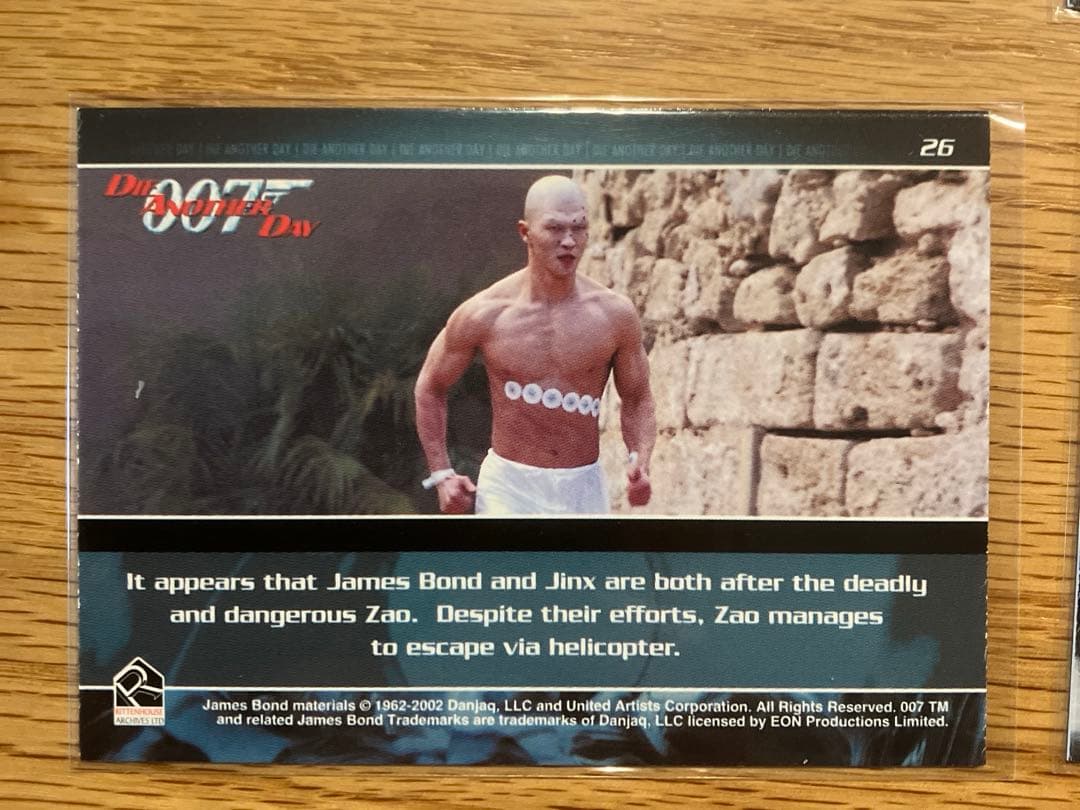 DIE ANOTHER DAY | DIE ANOTHER DAY | DIE ANOTHER DAY | DIE ANOTHER DAY | DIE ANOTHER DAY | DIE ANOTHER DAY | DIE ANOTHER DAY | DIE
26
DIE
007
ANOTHER
DAY
It appears that James Bond and Jinx are both after the deadly
and dangerous Zao. Despite their efforts, Zao manages
to escape via helicopter.
RITTENHOUSE
ARCHIVES LTD
James Bond materials © 1962-2002 Danjaq, LLC and United Artists Corporation. All Rights Reserved. 007 TM
and related James Bond Trademarks are trademarks of Danjaq, LLC licensed by EON Productions Limited.